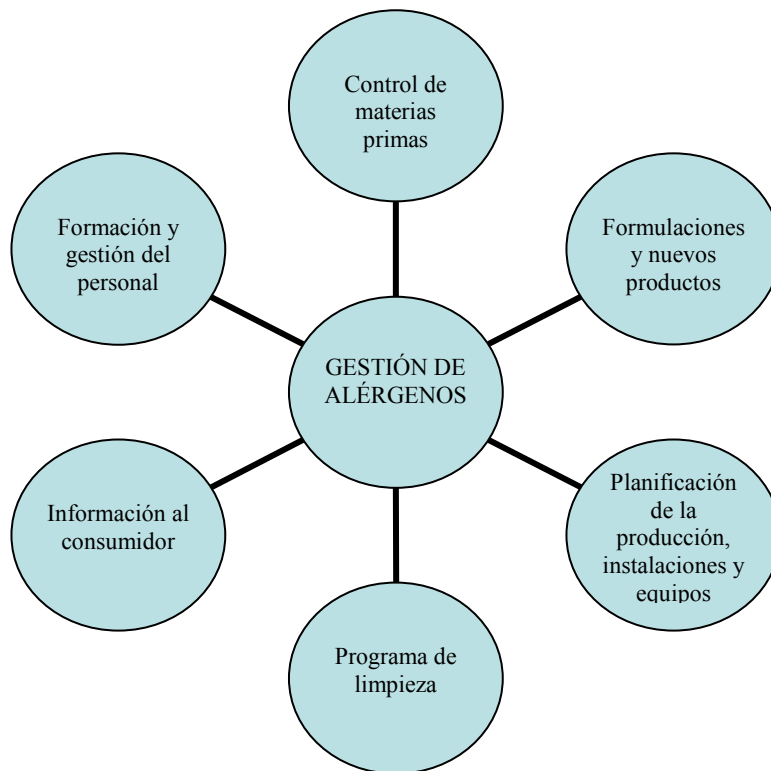 Control de
materias
primas
Formación y
gestión del
personal
Formulaciones
y nuevos
productos
GESTIÓN DE
ALÉRGENOS
Información al
consumidor
Planificación
de la
producción,
instalaciones y
equipos
Programa de
limpieza